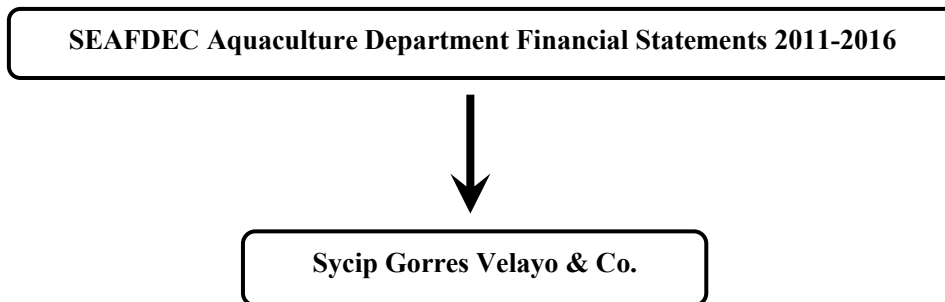 SEAFDEC Aquaculture Department Financial Statements 2011-2016
Sycip Gorres Velayo & Co.